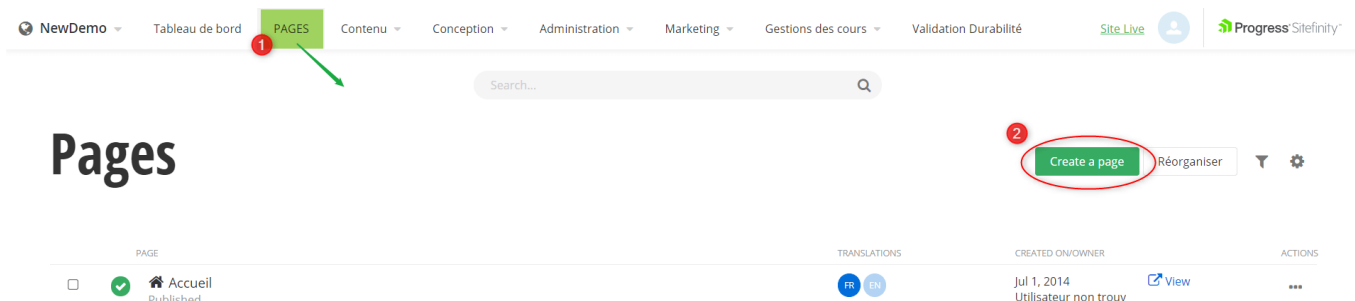 NewDemo Tableau de bord PAGES Contenu Conception Administration Marketing Gestions des cours Validation Durabilité Site Live Progress Sitefinity
1
Search...
2
Pages Create a page Réorganiser
PAGE TRANSLATIONS CREATED ON/OWNER ACTIONS
Accueil FR EN Jul 1, 2014 View
Published Utilisateur non trouv